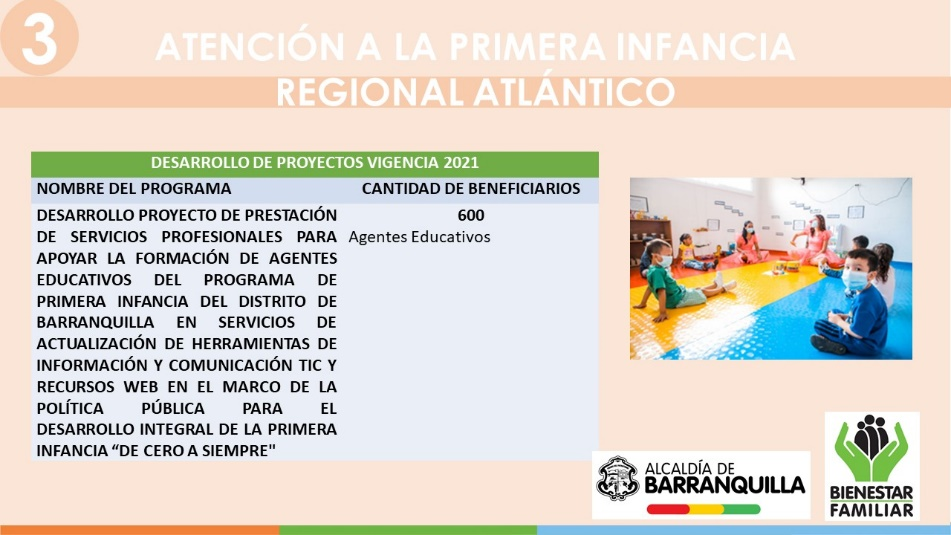 3
ATENCIÓN A LA PRIMERA INFANCIA
REGIONAL ATLÁNTICO
DESARROLLO DE PROYECTOS VIGENCIA 2021
NOMBRE DEL PROGRAMA
CANTIDAD DE BENEFICIARIOS
DESARROLLO PROYECTO DE PRESTACIÓN
DE SERVICIOS PROFESIONALES PARA
APOYAR LA FORMACIÓN DE AGENTES
EDUCATIVOS DEL PROGRAMA DE
PRIMERA INFANCIA DEL DISTRITO DE
BARRANQUILLA EN SERVICIOS DE
ACTUALIZACIÓN DE HERRAMIENTAS DE
INFORMACIÓN Y COMUNICACIÓN TIC Y
RECURSOS WEB EN EL MARCO DE LA
POLÍTICA PÚBLICA PARA EL
DESARROLLO INTEGRAL DE LA PRIMERA
INFANCIA “DE CERO A SIEMPRE"
600
Agentes Educativos
ALCALDÍA DE
BARRANQUILLA
BIENESTAR
FAMILIAR